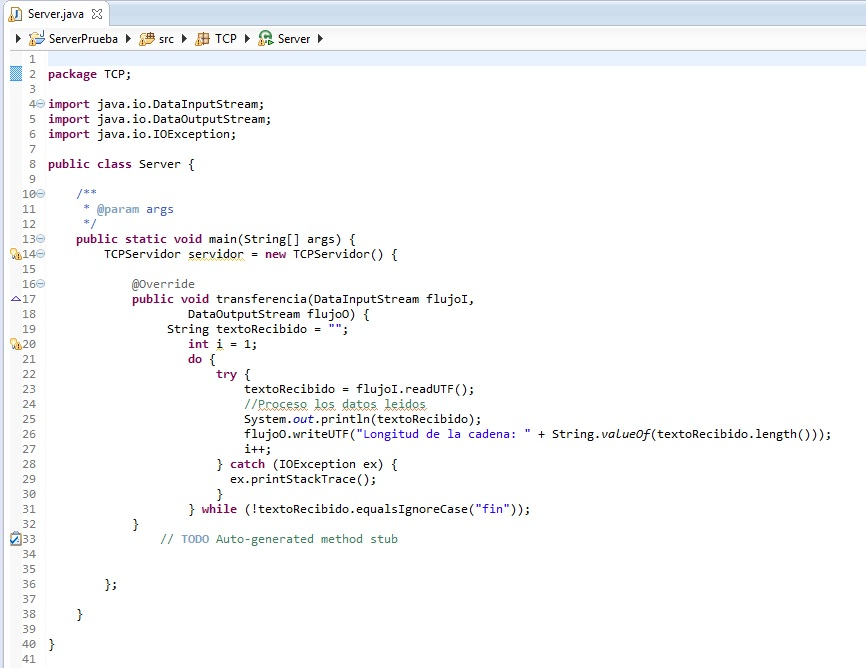 Server.java
ServerPrueba src TCP Server
1
2 package TCP;
3
4 import java.io.DataInputStream;
5 import java.io.DataOutputStream;
6 import java.io.IOException;
7
8 public class Server {
9
10 /**
11 * @param args
12 */
13 public static void main(String[] args) {
14 TCPServidor servidor = new TCPServidor() {
15
16 @Override
17 public void transferencia(DataInputStream flujoI,
18 DataOutputStream flujoO) {
19 String textoRecibido = "";
20 int i = 1;
21 do {
22 try {
23 textoRecibido = flujoI.readUTF();
24 //Proceso los datos leidos
25 System.out.println(textoRecibido);
26 flujoO.writeUTF("Longitud de la cadena: " + String.valueOf(textoRecibido.length()));
27 i++;
28 } catch (IOException ex) {
29 ex.printStackTrace();
30 }
31 } while (!textoRecibido.equalsIgnoreCase("fin"));
32 }
33 // TODO Auto-generated method stub
34
35
36 };
37
38 }
39
40 }
41